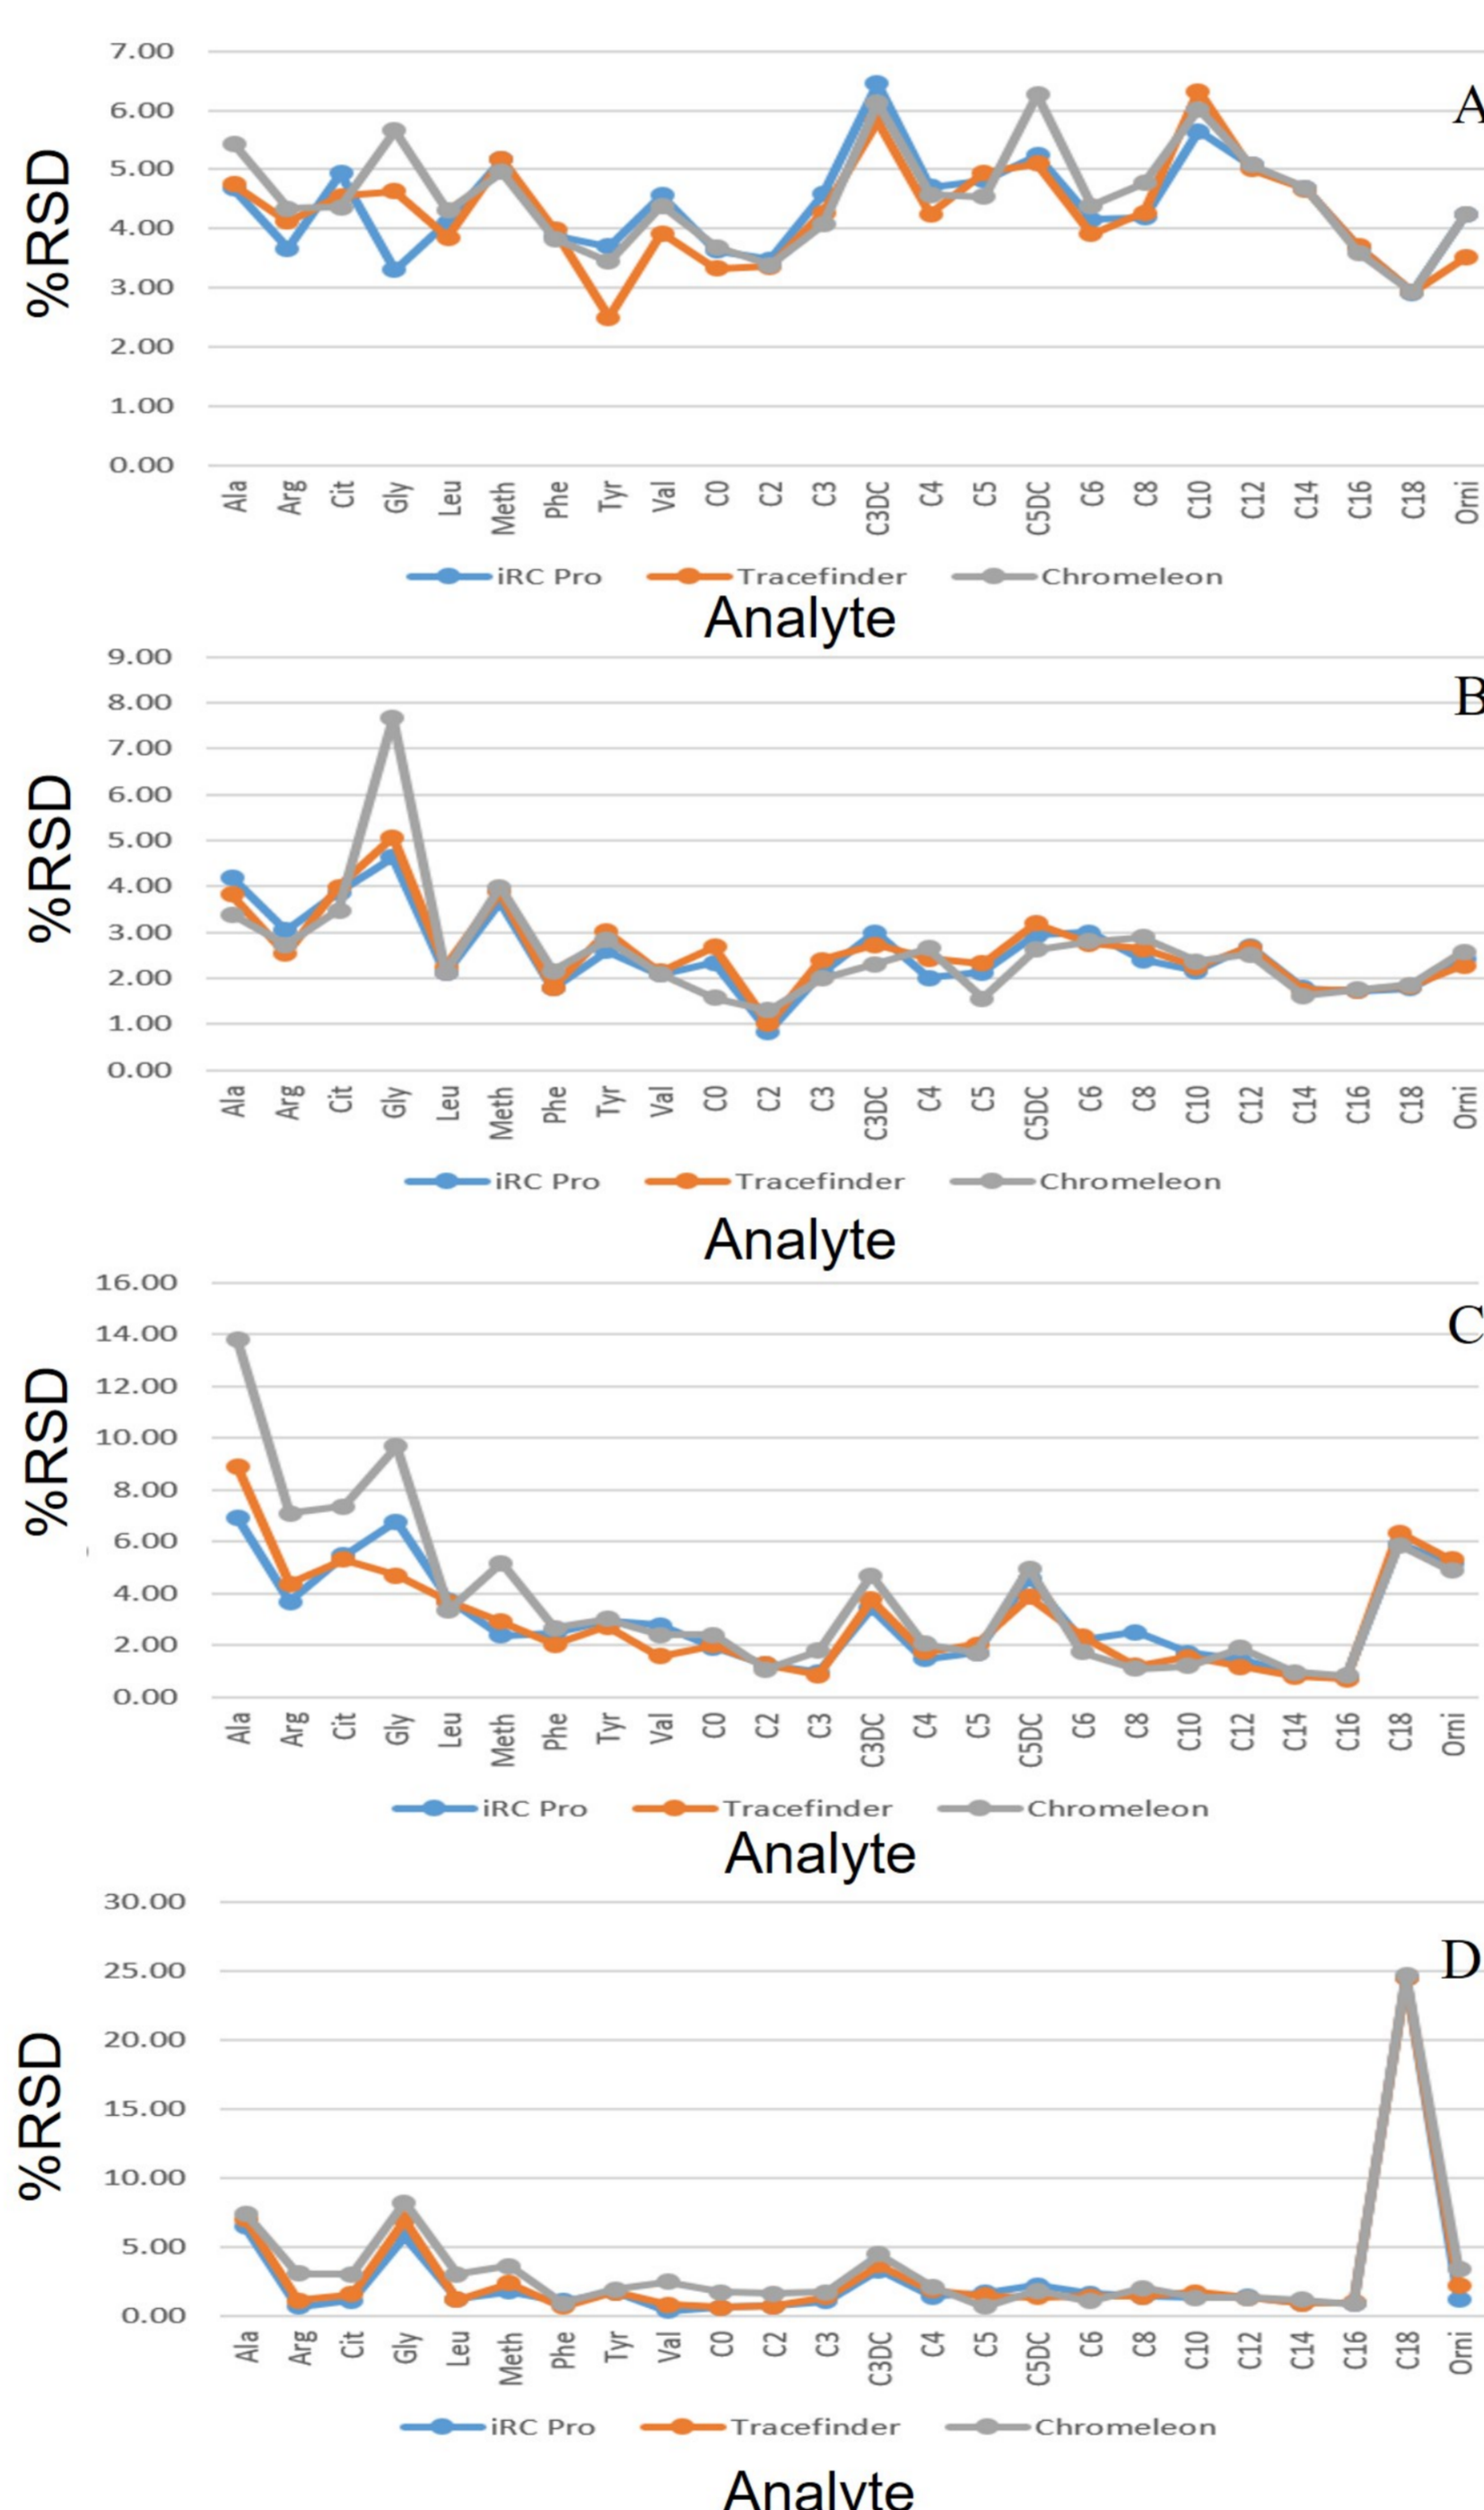 7.00
6.00
5.00
4.00
3.00
2.00
1.00
0.00
%RSD
A
Ala Arg Cit Gly Leu Meth Phe Tyr Val C0 C2 C3 C3DC C4 C5 C5DC C6 C8 C10 C12 C14 C16 C18 Orni
iRC Pro Tracefinder Chromeleon
Analyte
9.00
8.00
7.00
6.00
5.00
4.00
3.00
2.00
1.00
0.00
%RSD
B
Ala Arg Cit Gly Leu Meth Phe Tyr Val C0 C2 C3 C3DC C4 C5 C5DC C6 C8 C10 C12 C14 C16 C18 Orni
iRC Pro Tracefinder Chromeleon
Analyte
16.00
14.00
12.00
10.00
8.00
6.00
4.00
2.00
0.00
%RSD
C
Ala Arg Cit Gly Leu Meth Phe Tyr Val C0 C2 C3 C3DC C4 C5 C5DC C6 C8 C10 C12 C14 C16 C18 Orni
iRC Pro Tracefinder Chromeleon
Analyte
30.00
25.00
20.00
15.00
10.00
5.00
0.00
%RSD
D
Ala Arg Cit Gly Leu Meth Phe Tyr Val C0 C2 C3 C3DC C4 C5 C5DC C6 C8 C10 C12 C14 C16 C18 Orni
iRC Pro Tracefinder Chromeleon
Analyte